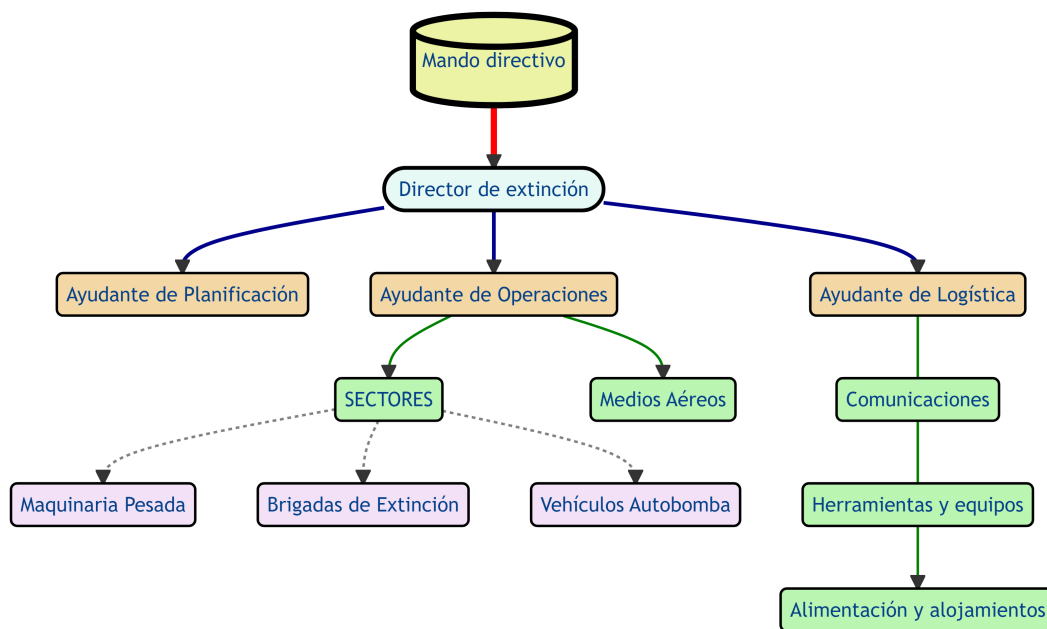 Mando directivo
Director de extinción
Ayudante de Planificación
Ayudante de Operaciones
Ayudante de Logística
SECTORES
Medios Aéreos
Comunicaciones
Maquinaria Pesada
Brigadas de Extinción
Vehículos Autobomba
Herramientas y equipos
Alimentación y alojamientos